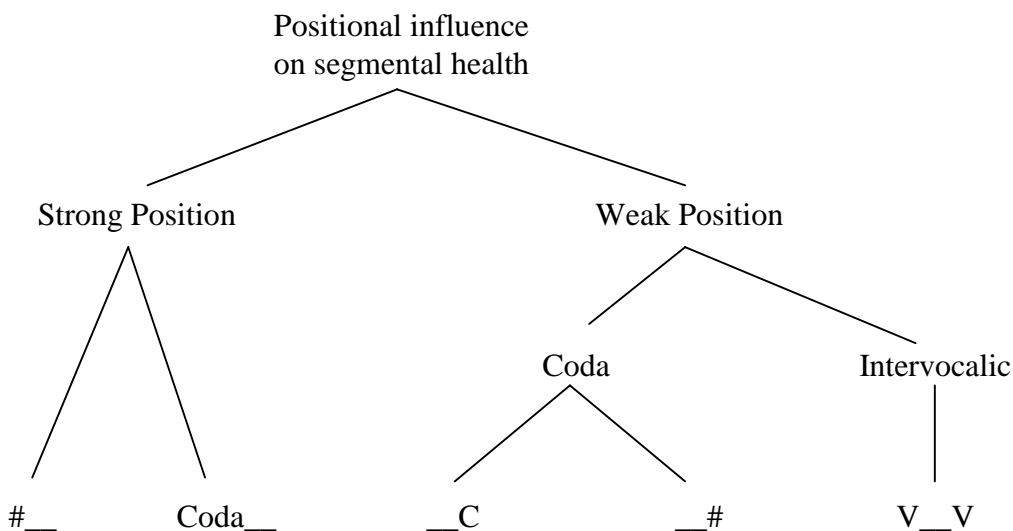 Positional influence
on segmental health
Strong Position Weak Position
Coda Intervocalic
#__ Coda__ __C __# V__V